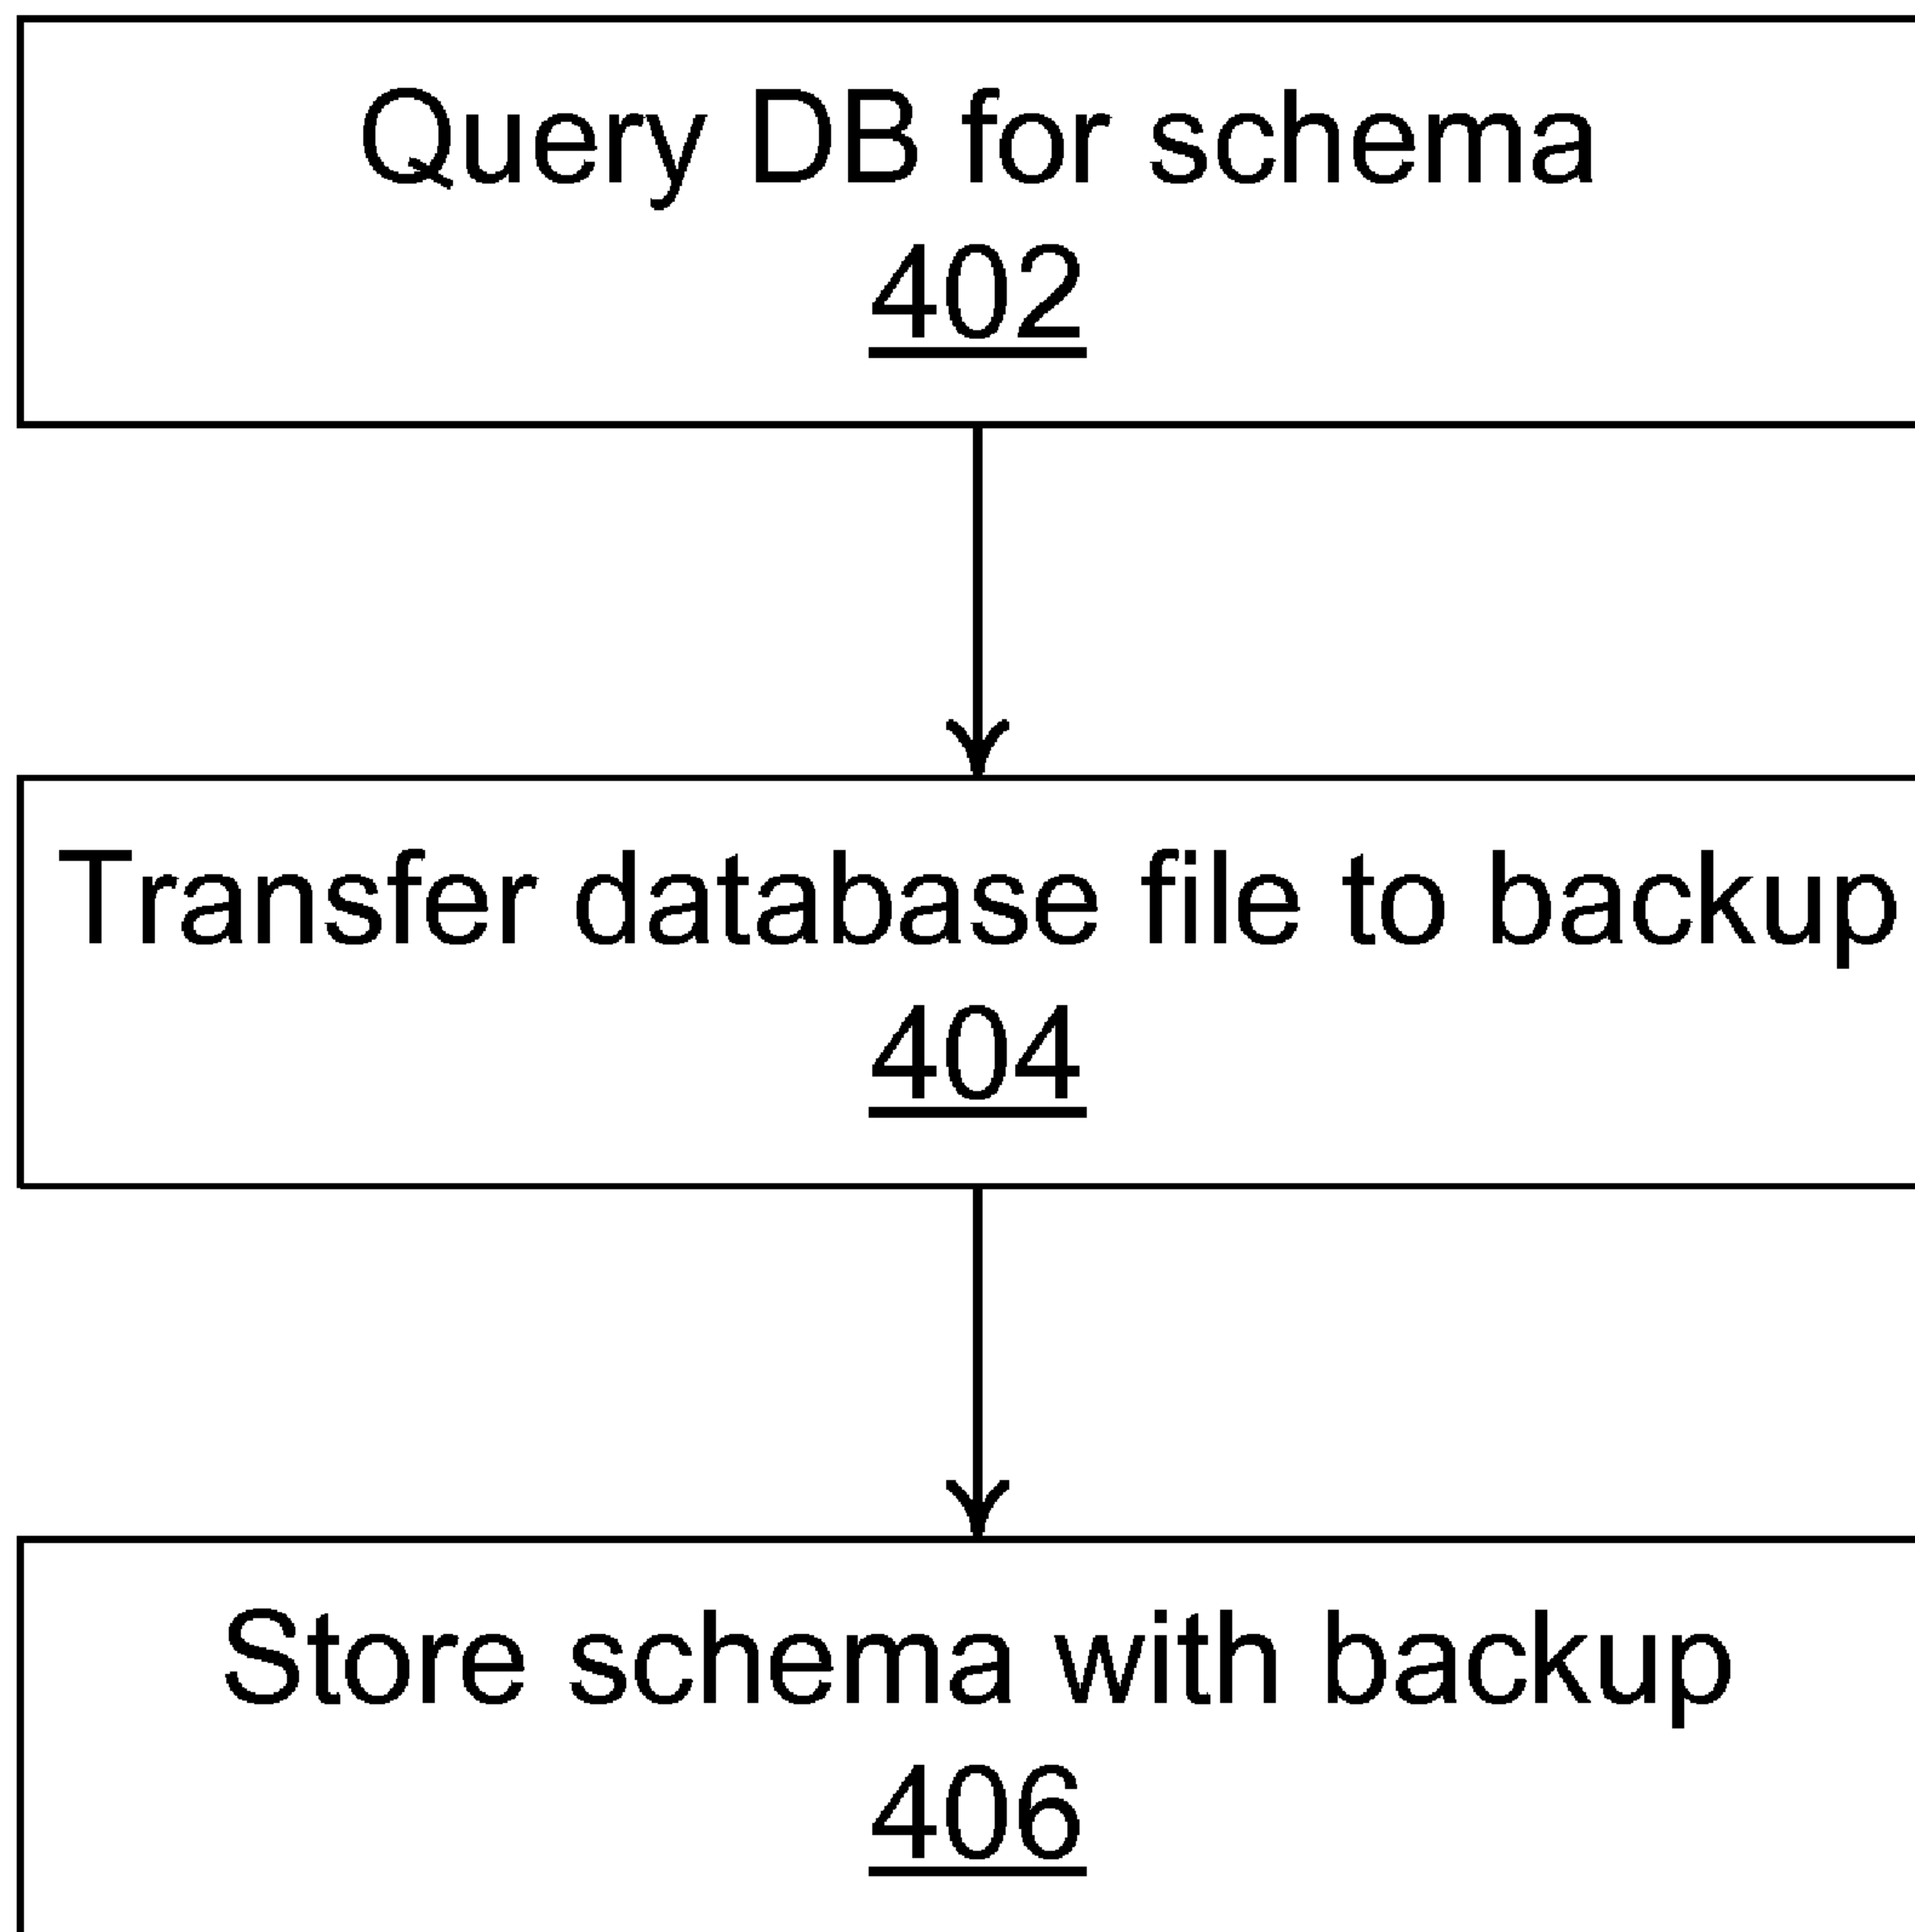 Query DB for schema
402
Transfer database file to backup
404
Store schema with backup
406